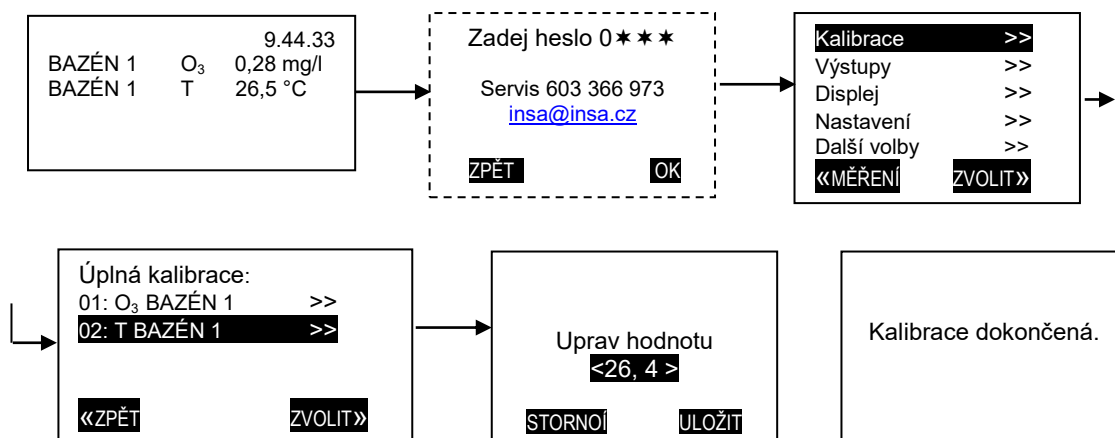 9.44.33
BAZÉN 1 O₃ 0,28 mg/l
BAZÉN 1 T 26,5 °C
Zadej heslo 0✶✶✶
Servis 603 366 973
insa@insa.cz
ZPĚT OK
Kalibrace >>
Výstupy >>
Displej >>
Nastavení >>
Další volby >>
«MĚŘENÍ ZVOLIT»
Úplná kalibrace:
01: O₃ BAZÉN 1 >>
02: T BAZÉN 1 >>
«ZPĚT ZVOLIT»
Uprav hodnotu
<26, 4 >
STORNOÍ ULOŽIT
Kalibrace dokončená.